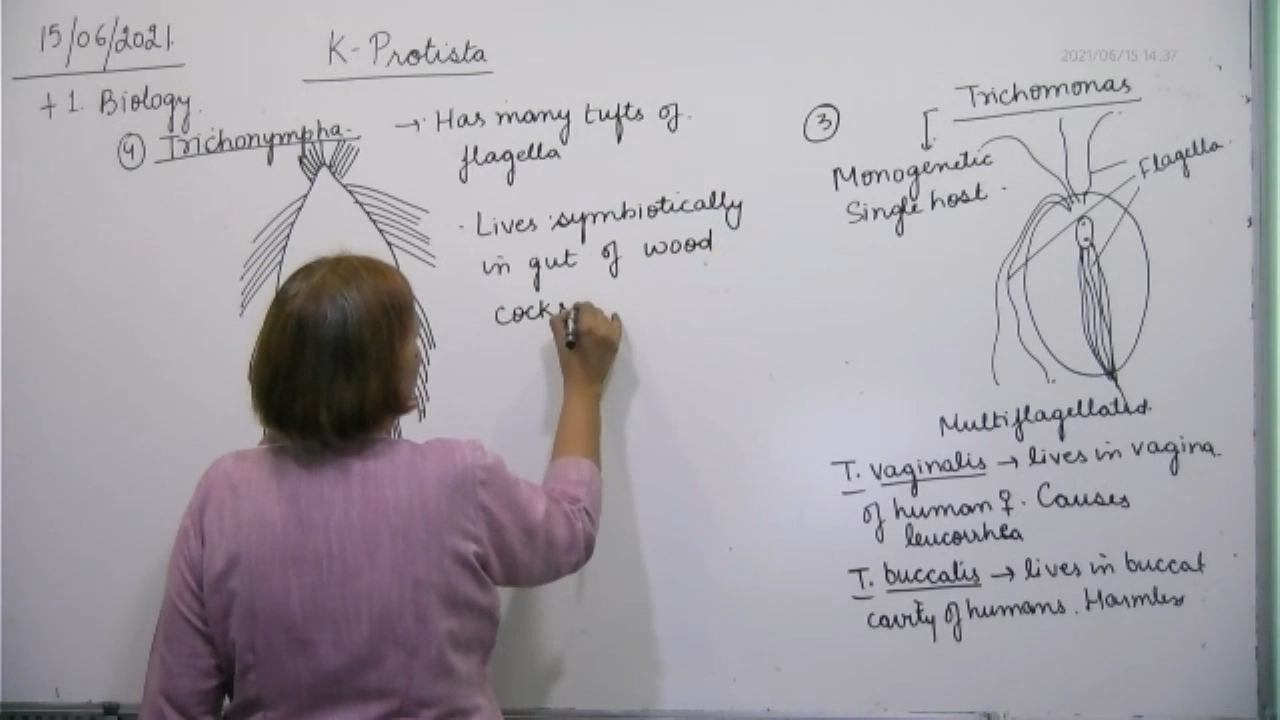 15/06/2021.
K-Protista
+1 Biology.
④ Trichonympha.
→ Has many tufts of
flagella
· Lives symbiotically
in gut of wood
cock
2021/06/15 14:37
③ Trichomonas
Monogenetic
Single host.
Flagella
Multiflagellated.
T. vaginalis → lives in vagina
of human ♀. Causes
leucorrhea
T. buccalis → lives in buccal
cavity of humans. Harmless